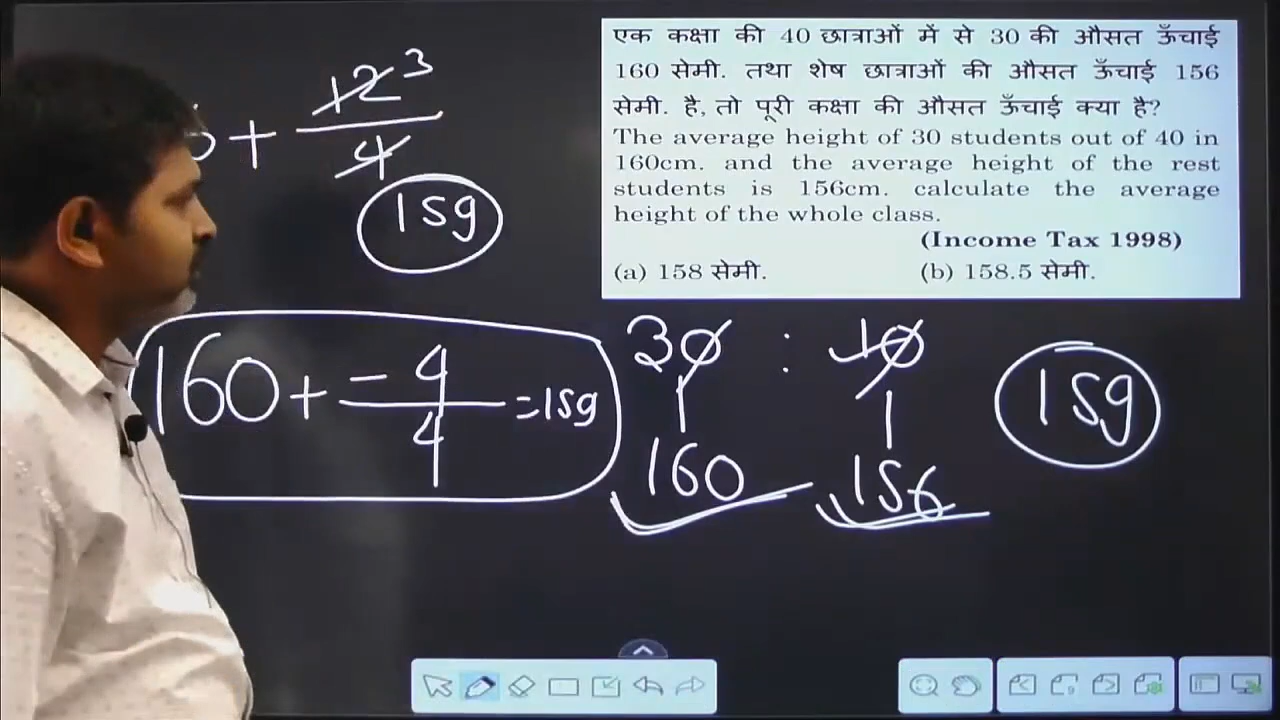 एक कक्षा की 40 छात्राओं में से 30 की औसत ऊँचाई
160 सेमी. तथा शेष छात्राओं की औसत ऊँचाई 156
सेमी. है, तो पूरी कक्षा की औसत ऊँचाई क्या है?
The average height of 30 students out of 40 in
160cm. and the average height of the rest
students is 156cm. calculate the average
height of the whole class.
(Income Tax 1998)
(a) 158 सेमी. (b) 158.5 सेमी.
+ 12 3
4
159
160 + -4
4
=159
30 : 10
160 156
159